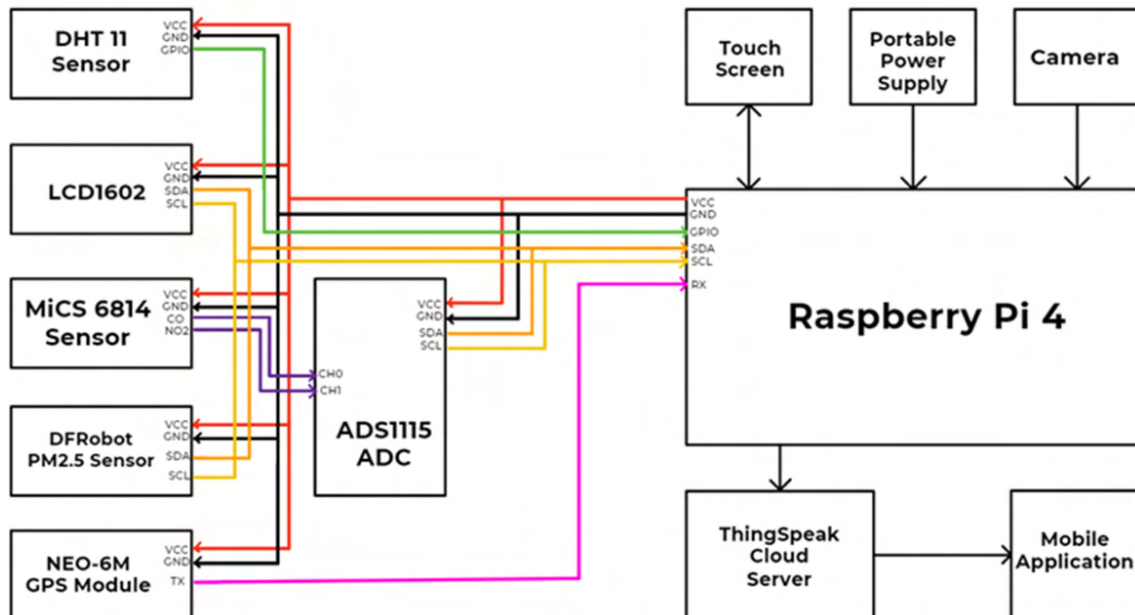 DHT 11
Sensor
VCC
GND
GPIO
LCD1602
VCC
GND
SDA
SCL
MiCS 6814
Sensor
VCC
GND
CO
NO2
DFRobot
PM2.5 Sensor
VCC
GND
SDA
SCL
NEO-6M
GPS Module
VCC
GND
TX
VCC
GND
SDA
SCL
CH0
CH1
ADS1115
ADC
Touch
Screen
Portable
Power
Supply
Camera
VCC
GND
GPIO
SDA
SCL
RX
Raspberry Pi 4
ThingSpeak
Cloud
Server
Mobile
Application